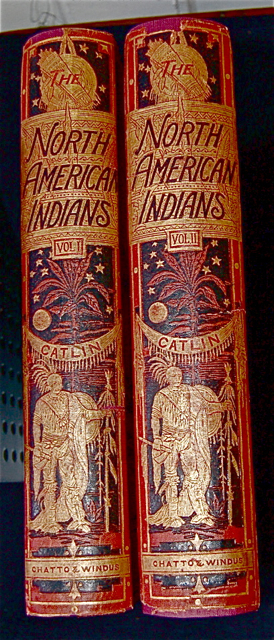 THE
NORTH
AMERICAN
INDIANS
VOL I
CATLIN
CHATTO & WINDUS
THE
NORTH
AMERICAN
INDIANS
VOL. II
CATLIN
CHATTO & WINDUS